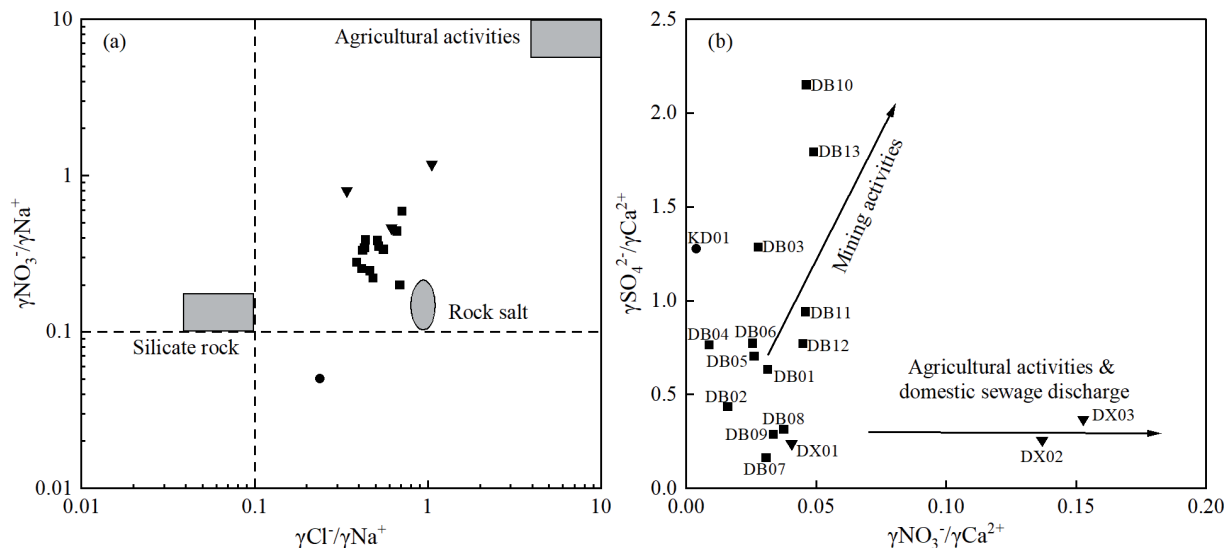 (a)
Agricultural activities
Rock salt
Silicate rock
10
1
0.1
0.01
0.01
0.1
1
10
γNO₃⁻/γNa⁺
γCl⁻/γNa⁺
(b)
DB10
DB13
KD01
DB03
Mining activities
DB11
DB04
DB06
DB12
DB05
DB01
Agricultural activities &
domestic sewage discharge
DB02
DB08
DX03
DB09
DX01
DX02
DB07
2.5
2.0
1.5
1.0
0.5
0.0
0.00
0.05
0.10
0.15
0.20
γSO₄²⁻/γCa²⁺
γNO₃⁻/γCa²⁺